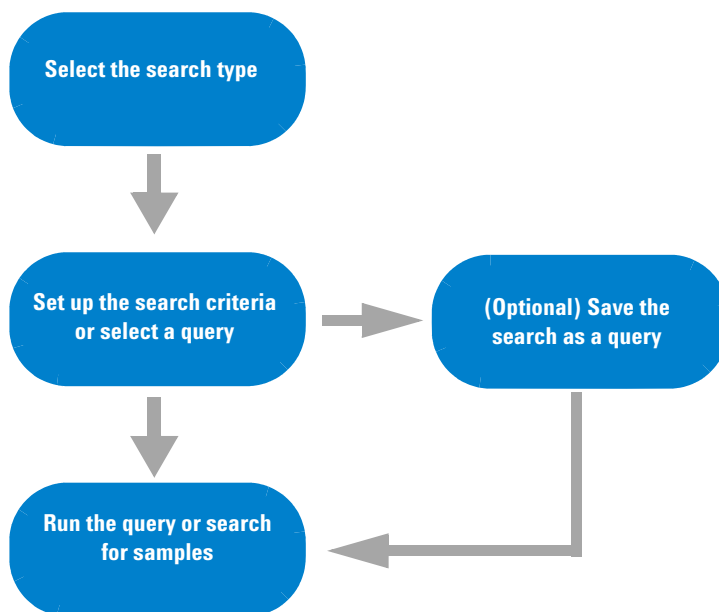 Select the search type
Set up the search criteria
or select a query
(Optional) Save the
search as a query
Run the query or search
for samples